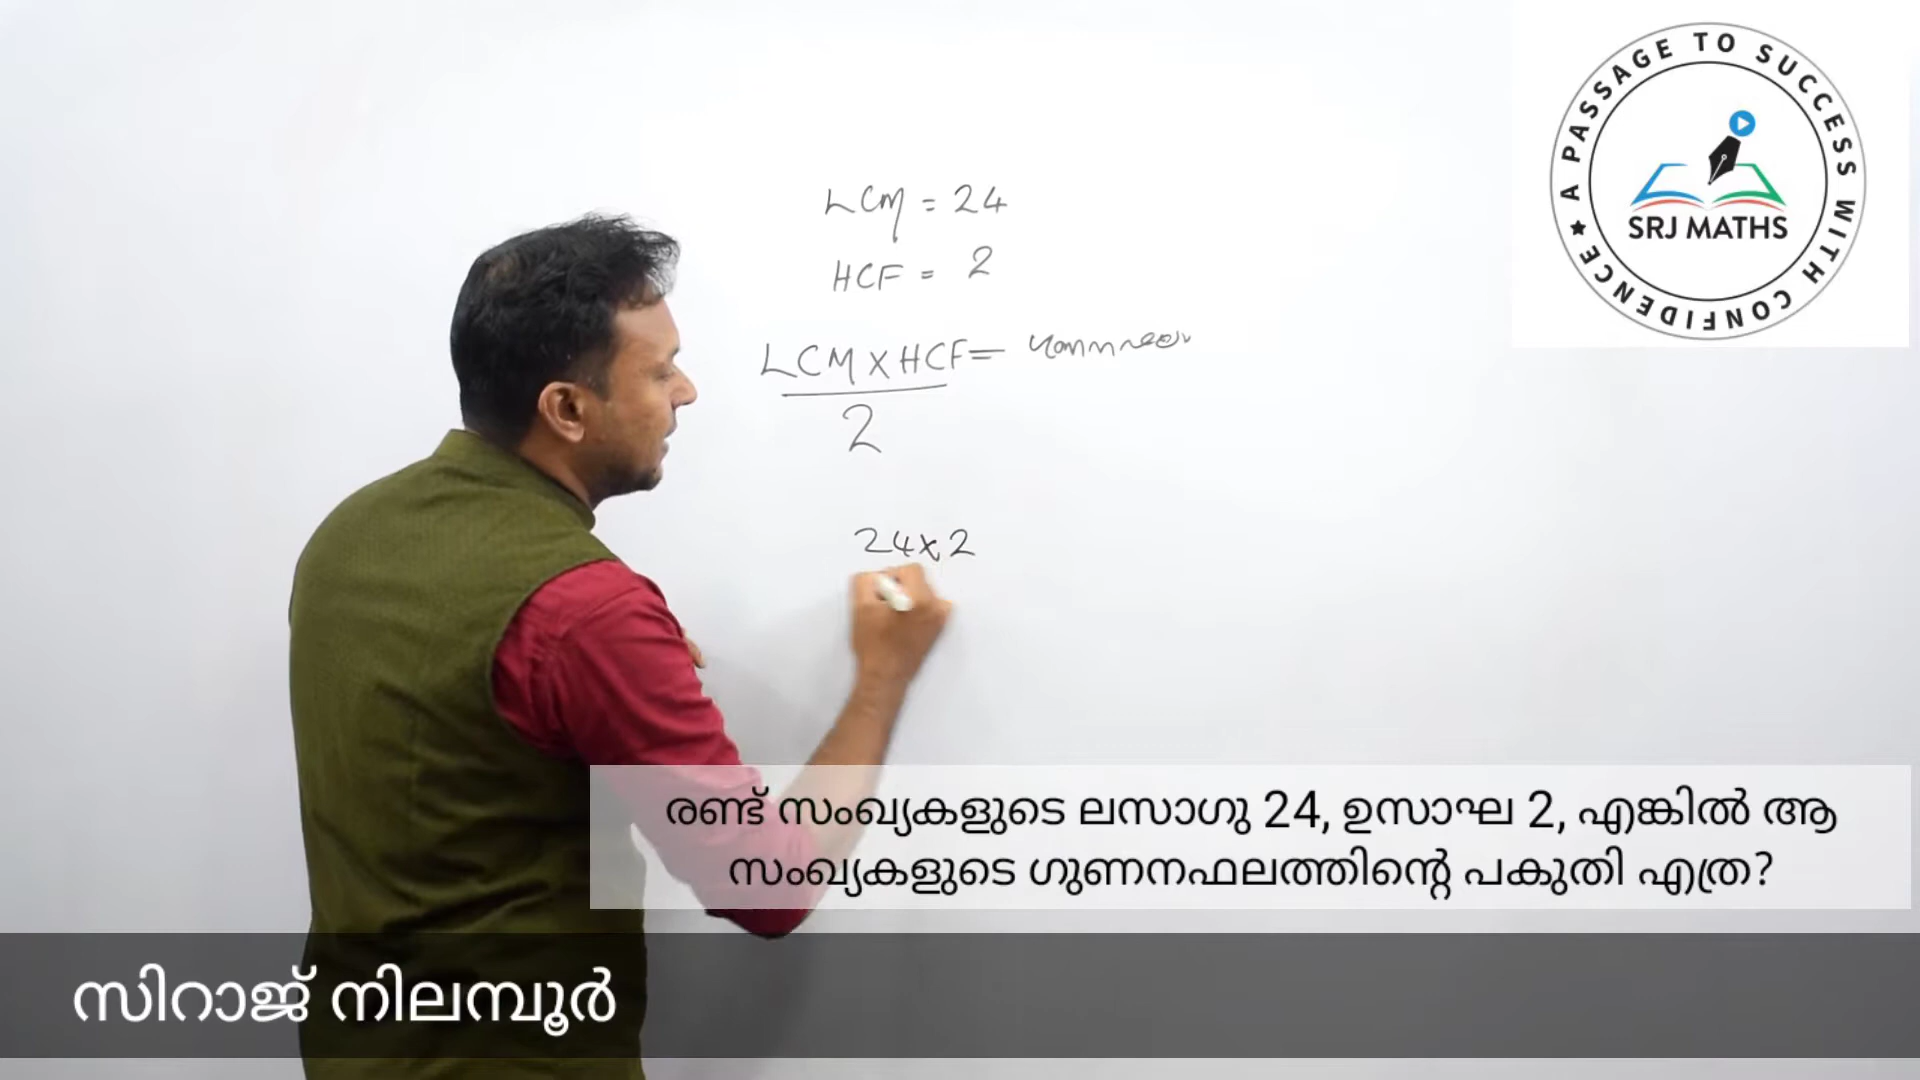 A PASSAGE TO SUCCESS WITH CONFIDENCE ★
SRJ MATHS
LCM = 24
HCF = 2
LCM X HCF =
2
24 x 2
രണ്ട് സംഖ്യകളുടെ ലസാഗു 24, ഉസാഘ 2, എങ്കിൽ ആ
സംഖ്യകളുടെ ഗുണനഫലത്തിന്റെ പകുതി എത്ര?
സിറാജ് നിലമ്പൂർ